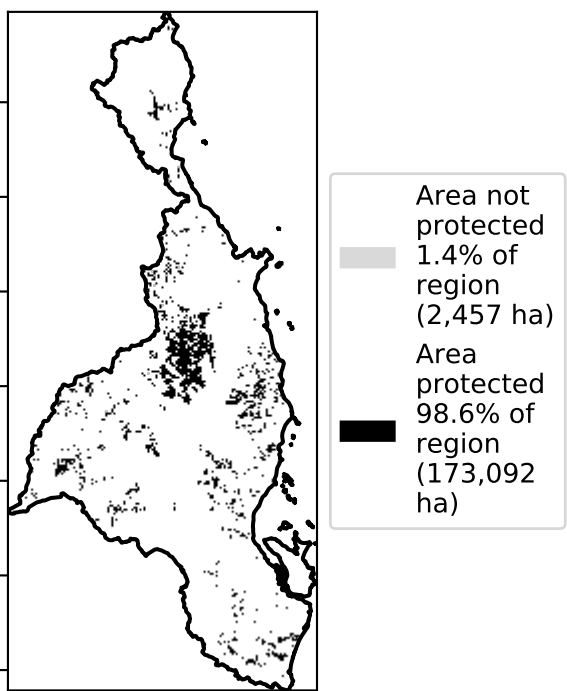 Area not
protected
1.4% of
region
(2,457 ha)
Area
protected
98.6% of
region
(173,092
ha)